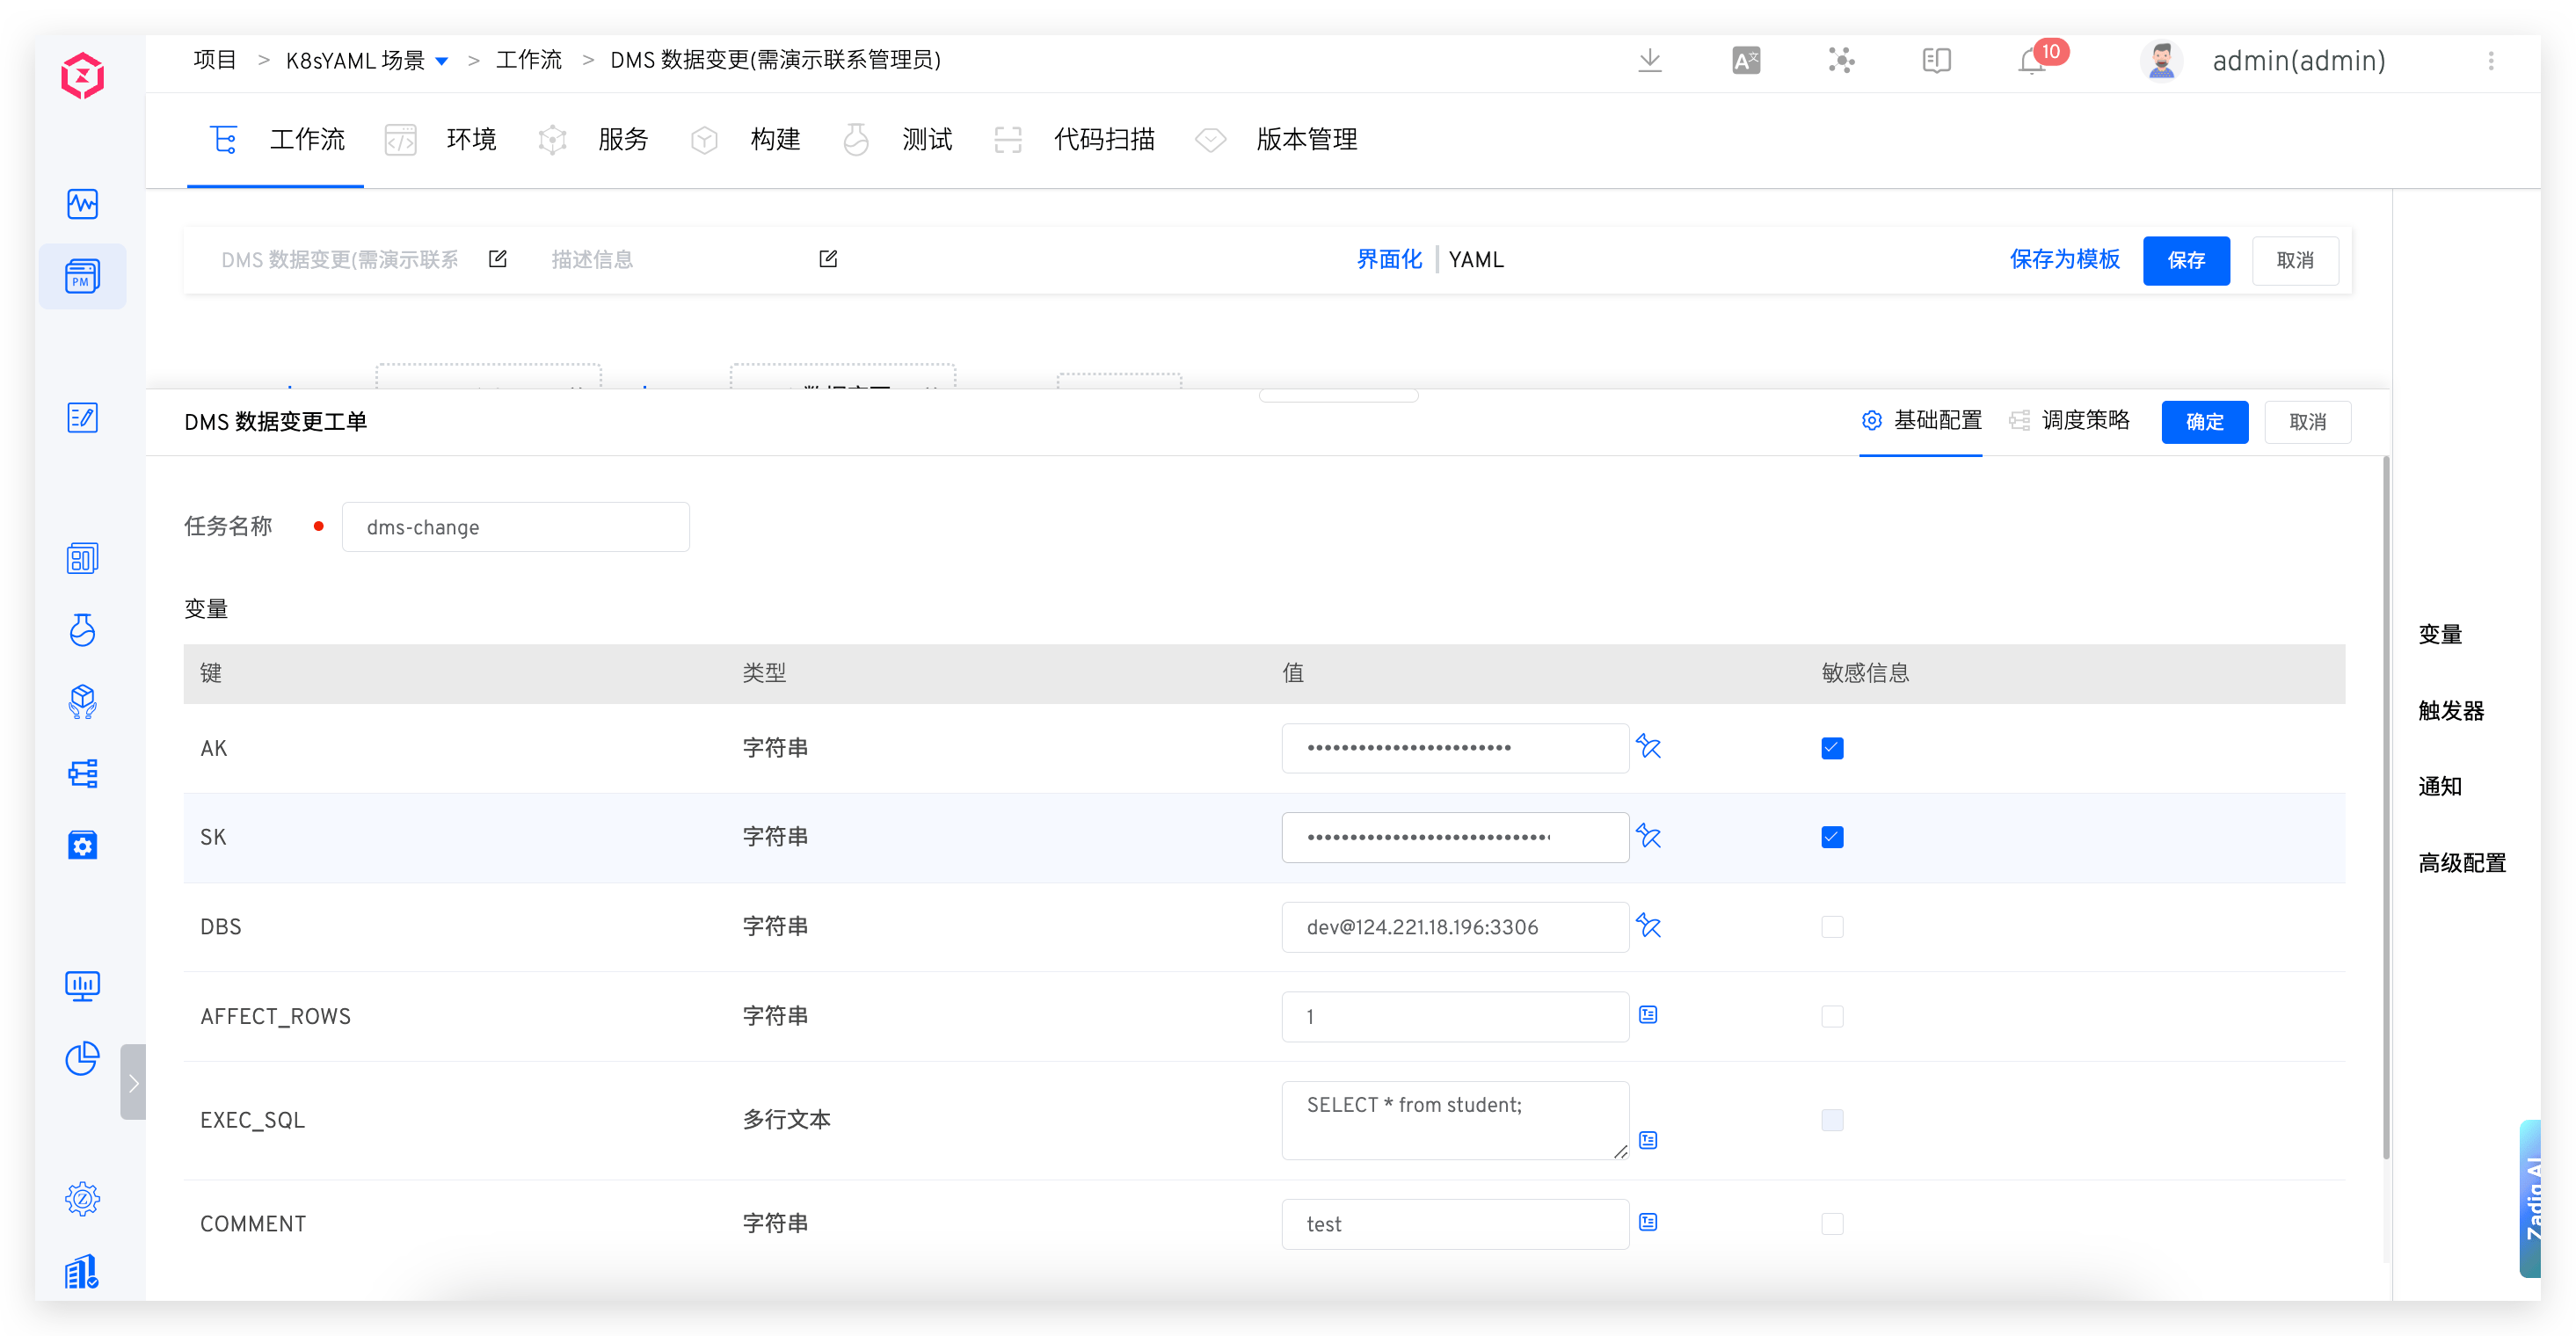 项目 > K8sYAML 场景 > 工作流 > DMS 数据变更(需演示联系管理员)
10
admin(admin)
工作流 环境 服务 构建 测试 代码扫描 版本管理
PM
DMS 数据变更(需演示联系 描述信息 界面化 YAML 保存为模板 保存 取消
数据变更
DMS 数据变更工单 基础配置 调度策略 确定 取消
任务名称 dms-change
变量
键 类型 值 敏感信息
AK 字符串 ••••••••••••••••••••••••
SK 字符串 ••••••••••••••••••••••••••••
DBS 字符串 dev@124.221.18.196:3306
AFFECT_ROWS 字符串 1
EXEC_SQL 多行文本 SELECT * from student;
COMMENT 字符串 test
变量
触发器
通知
高级配置
Zadig AI